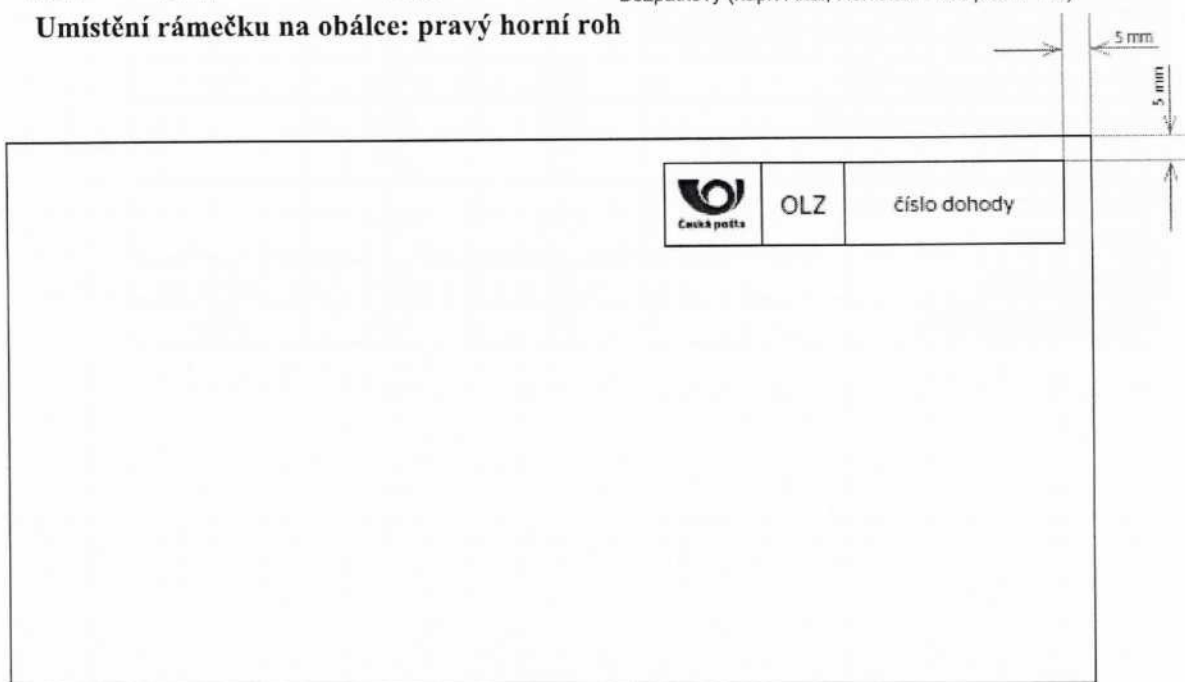 Umístění rámečku na obálce: pravý horní roh
5 mm
5 mm
Česká pošta
OLZ
číslo dohody